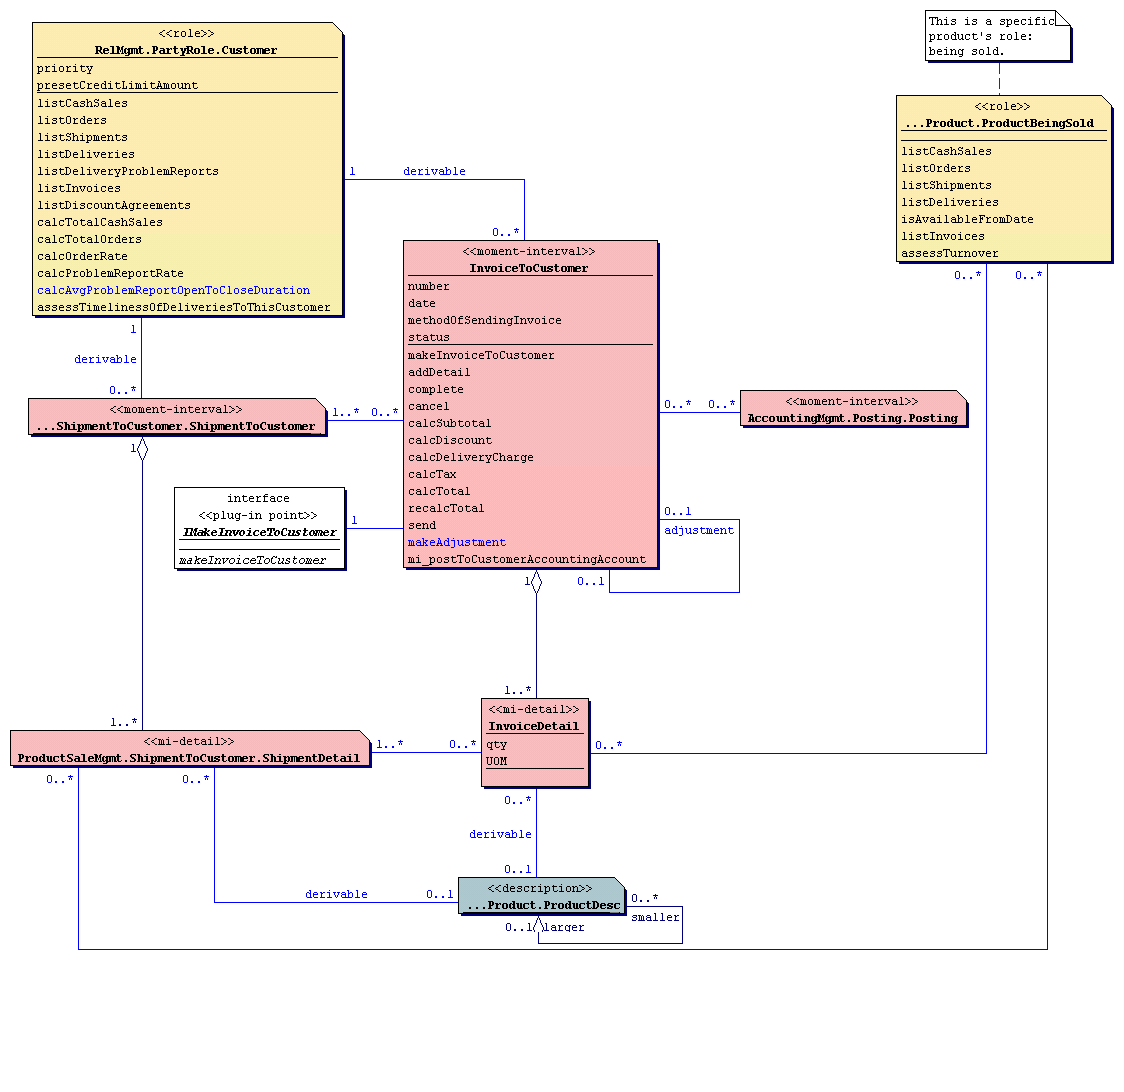 <<role>>
RelMgmt.PartyRole.Customer
priority
presetCreditLimitAmount
listCashSales
listOrders
listShipments
listDeliveries
listDeliveryProblemReports
listInvoices
listDiscountAgreements
calcTotalCashSales
calcTotalOrders
calcOrderRate
calcProblemReportRate
calcAvgProblemReportOpenToCloseDuration
assessTimelinessOfDeliveriesToThisCustomer
This is a specific
product's role:
being sold.
<<role>>
...Product.ProductBeingSold
listCashSales
listOrders
listShipments
listDeliveries
isAvailableFromDate
listInvoices
assessTurnover
1
derivable
0..*
<<moment-interval>>
InvoiceToCustomer
number
date
methodOfSendingInvoice
status
makeInvoiceToCustomer
addDetail
complete
cancel
calcSubtotal
calcDiscount
calcDeliveryCharge
calcTax
calcTotal
recalcTotal
send
makeAdjustment
mi_postToCustomerAccountingAccount
0..*
0..*
1
derivable
0..*
<<moment-interval>>
...ShipmentToCustomer.ShipmentToCustomer
1..*
0..*
0..*
0..*
<<moment-interval>>
AccountingMgmt.Posting.Posting
1
interface
<<plug-in point>>
IMakeInvoiceToCustomer
makeInvoiceToCustomer
1
0..1
adjustment
0..1
1
1..*
1..*
<<mi-detail>>
InvoiceDetail
qty
UOM
<<mi-detail>>
ProductSaleMgmt.ShipmentToCustomer.ShipmentDetail
1..*
0..*
0..*
0..*
0..*
0..*
derivable
0..1
derivable
0..1
<<description>>
...Product.ProductDesc
0..*
smaller
0..1
larger